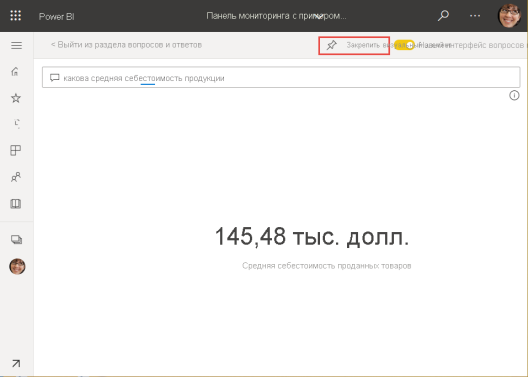 Power BI
Панель мониторинга с примером...
< Выйти из раздела вопросов и ответов
Закрепить интерфейс вопросов
какова средняя себестоимость продукции
145,48 тыс. долл.
Средняя себестоимость проданных товаров